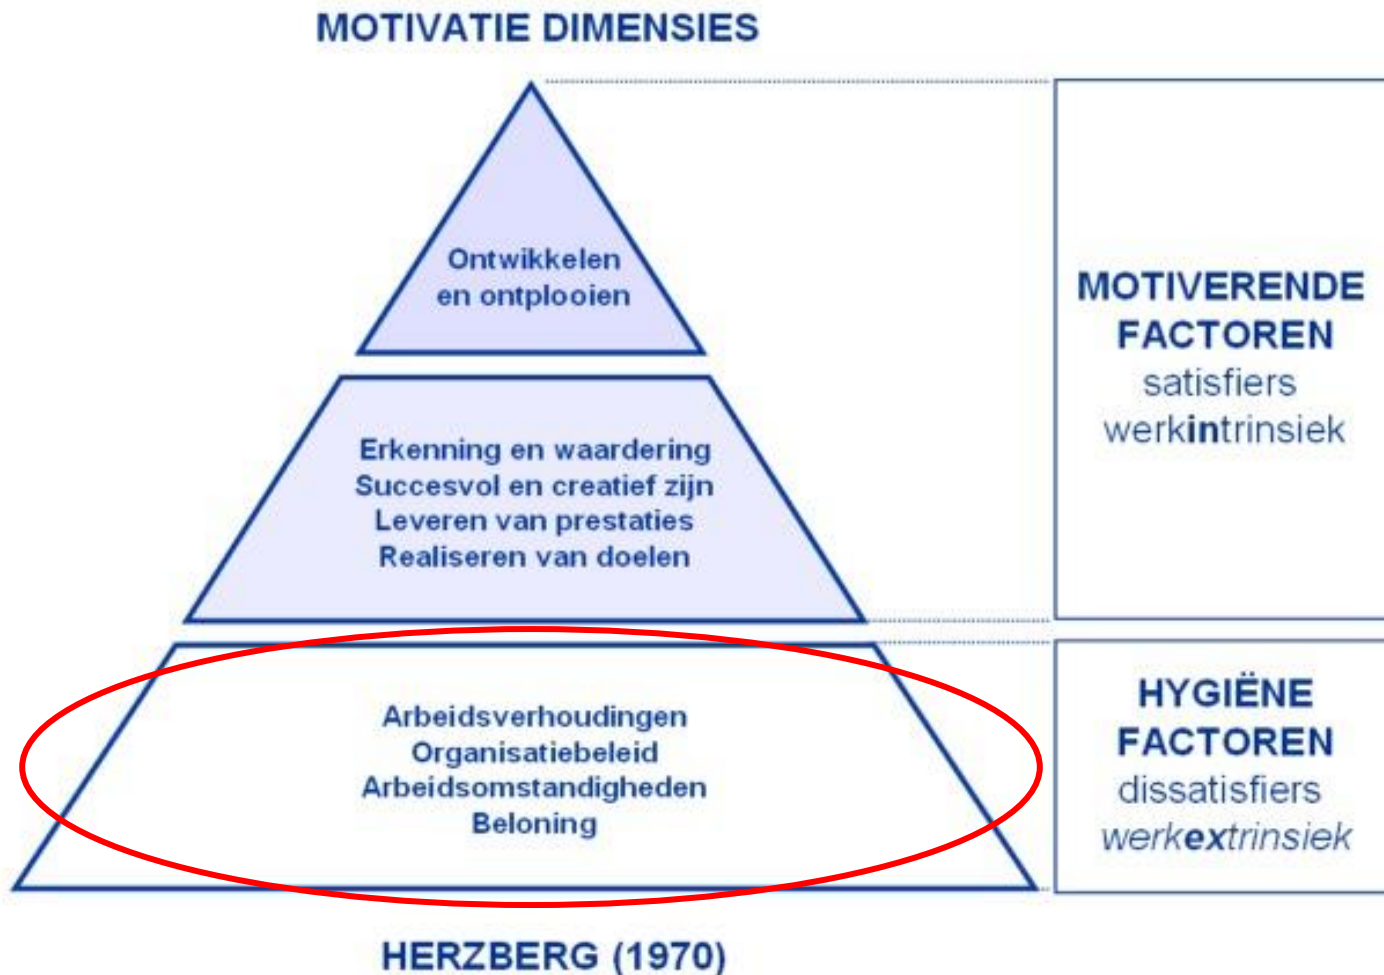 MOTIVATIE DIMENSIES
Ontwikkelen
en ontplooien
Erkenning en waardering
Succesvol en creatief zijn
Leveren van prestaties
Realiseren van doelen
Arbeidsverhoudingen
Organisatiebeleid
Arbeidsomstandigheden
Beloning
MOTIVERENDE
FACTOREN
satisfiers
werkintrinsiek
HYGIËNE
FACTOREN
dissatisfiers
werkextrinsiek
HERZBERG (1970)